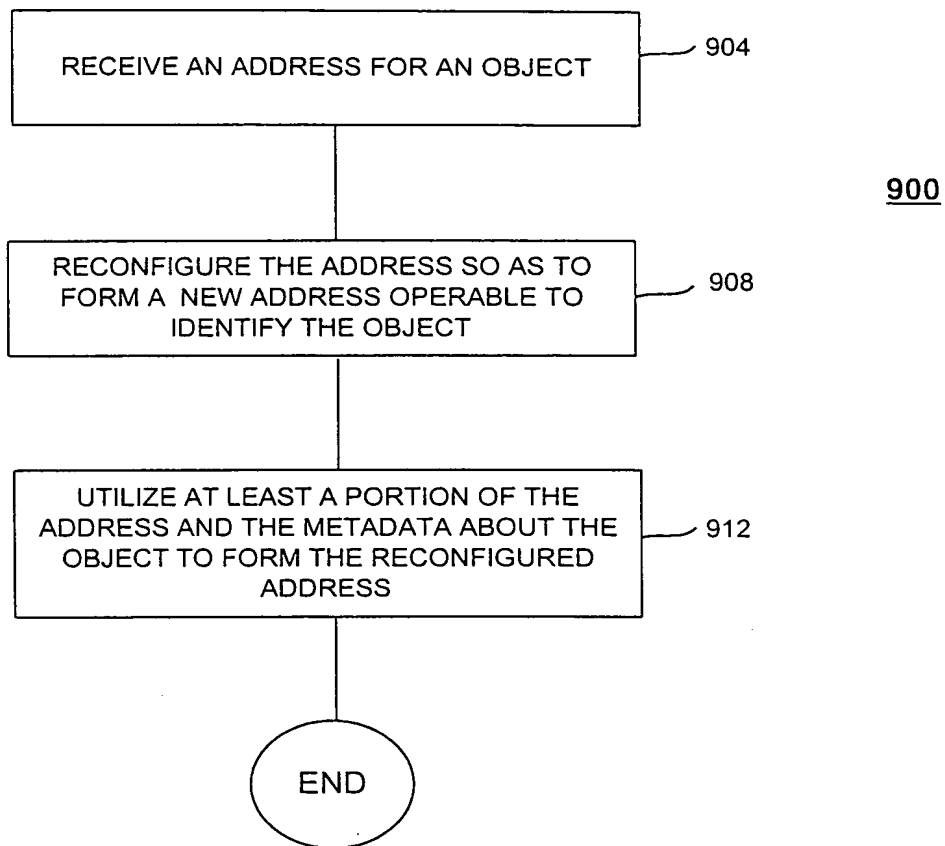 RECEIVE AN ADDRESS FOR AN OBJECT
904
900
RECONFIGURE THE ADDRESS SO AS TO
FORM A NEW ADDRESS OPERABLE TO
IDENTIFY THE OBJECT
908
UTILIZE AT LEAST A PORTION OF THE
ADDRESS AND THE METADATA ABOUT THE
OBJECT TO FORM THE RECONFIGURED
ADDRESS
912
END